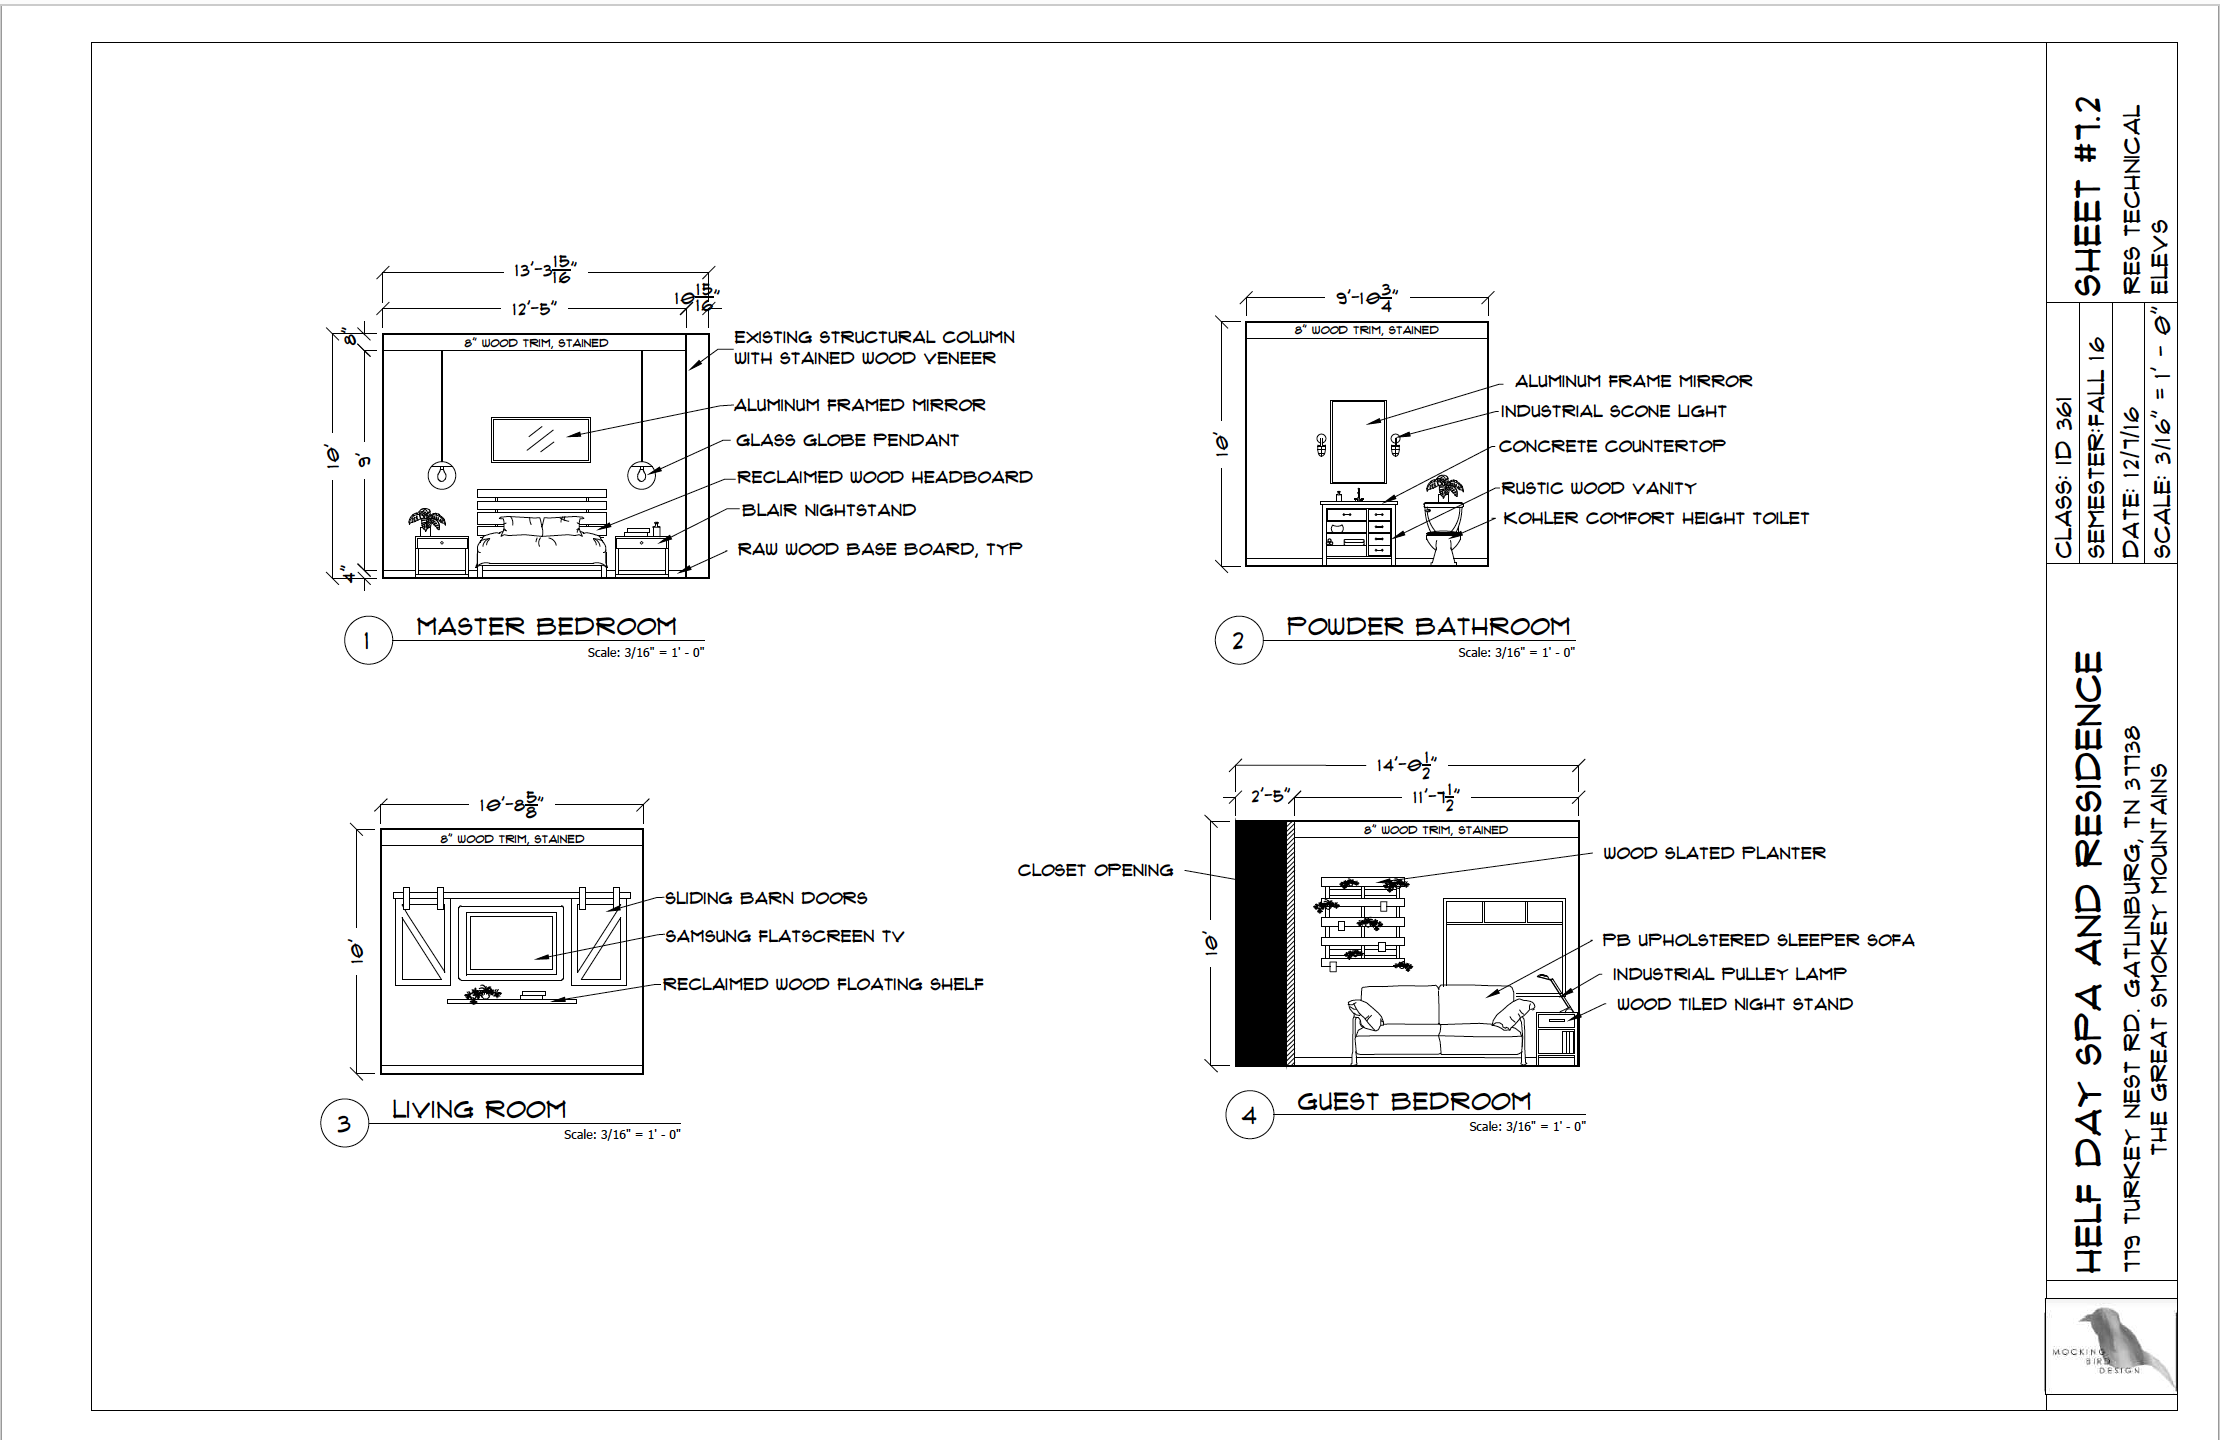 13'-3 15/16"
12'-5"
10 15/16"
8"
10'
9'
4"
8" WOOD TRIM, STAINED
EXISTING STRUCTURAL COLUMN
WITH STAINED WOOD VENEER
ALUMINUM FRAMED MIRROR
GLASS GLOBE PENDANT
RECLAIMED WOOD HEADBOARD
BLAIR NIGHTSTAND
RAW WOOD BASE BOARD, TYP
1
MASTER BEDROOM
Scale: 3/16" = 1' - 0"
9'-10 3/4"
10'
8" WOOD TRIM, STAINED
ALUMINUM FRAME MIRROR
INDUSTRIAL SCONE LIGHT
CONCRETE COUNTERTOP
RUSTIC WOOD VANITY
KOHLER COMFORT HEIGHT TOILET
2
POWDER BATHROOM
Scale: 3/16" = 1' - 0"
10'-8 5/8"
10'
8" WOOD TRIM, STAINED
SLIDING BARN DOORS
SAMSUNG FLATSCREEN TV
RECLAIMED WOOD FLOATING SHELF
3
LIVING ROOM
Scale: 3/16" = 1' - 0"
14'-0 1/2"
2'-5"
11'-7 1/2"
10'
8" WOOD TRIM, STAINED
CLOSET OPENING
WOOD SLATED PLANTER
PB UPHOLSTERED SLEEPER SOFA
INDUSTRIAL PULLEY LAMP
WOOD TILED NIGHT STAND
4
GUEST BEDROOM
Scale: 3/16" = 1' - 0"
SHEET #7.2
RES TECHNICAL
ELEVS
CLASS: ID 361
SEMESTER:FALL 16
DATE: 12/7/16
SCALE: 3/16" = 1' - 0"
HELF DAY SPA AND RESIDENCE
779 TURKEY NEST RD. GATLINBURG, TN 37738
THE GREAT SMOKEY MOUNTAINS
MOCKING
BIRD
DESIGN